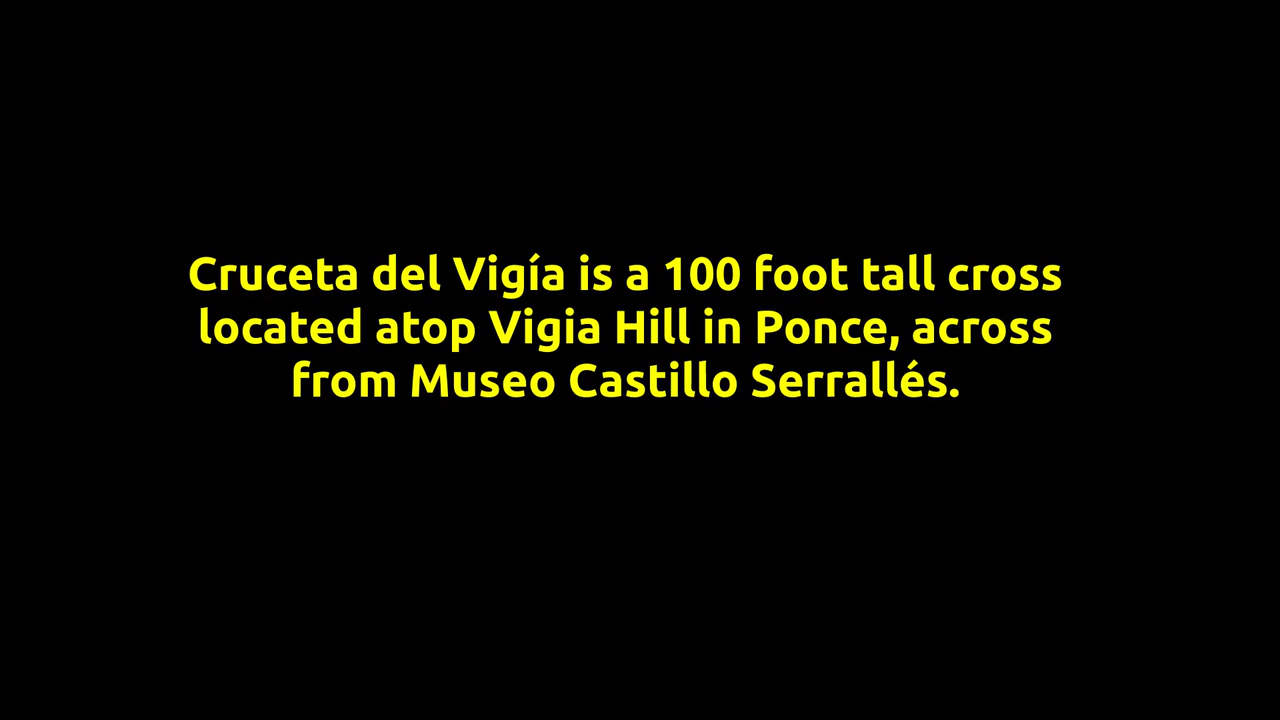 Cruceta del Vigía is a 100 foot tall cross
located atop Vigia Hill in Ponce, across
from Museo Castillo Serrallés.